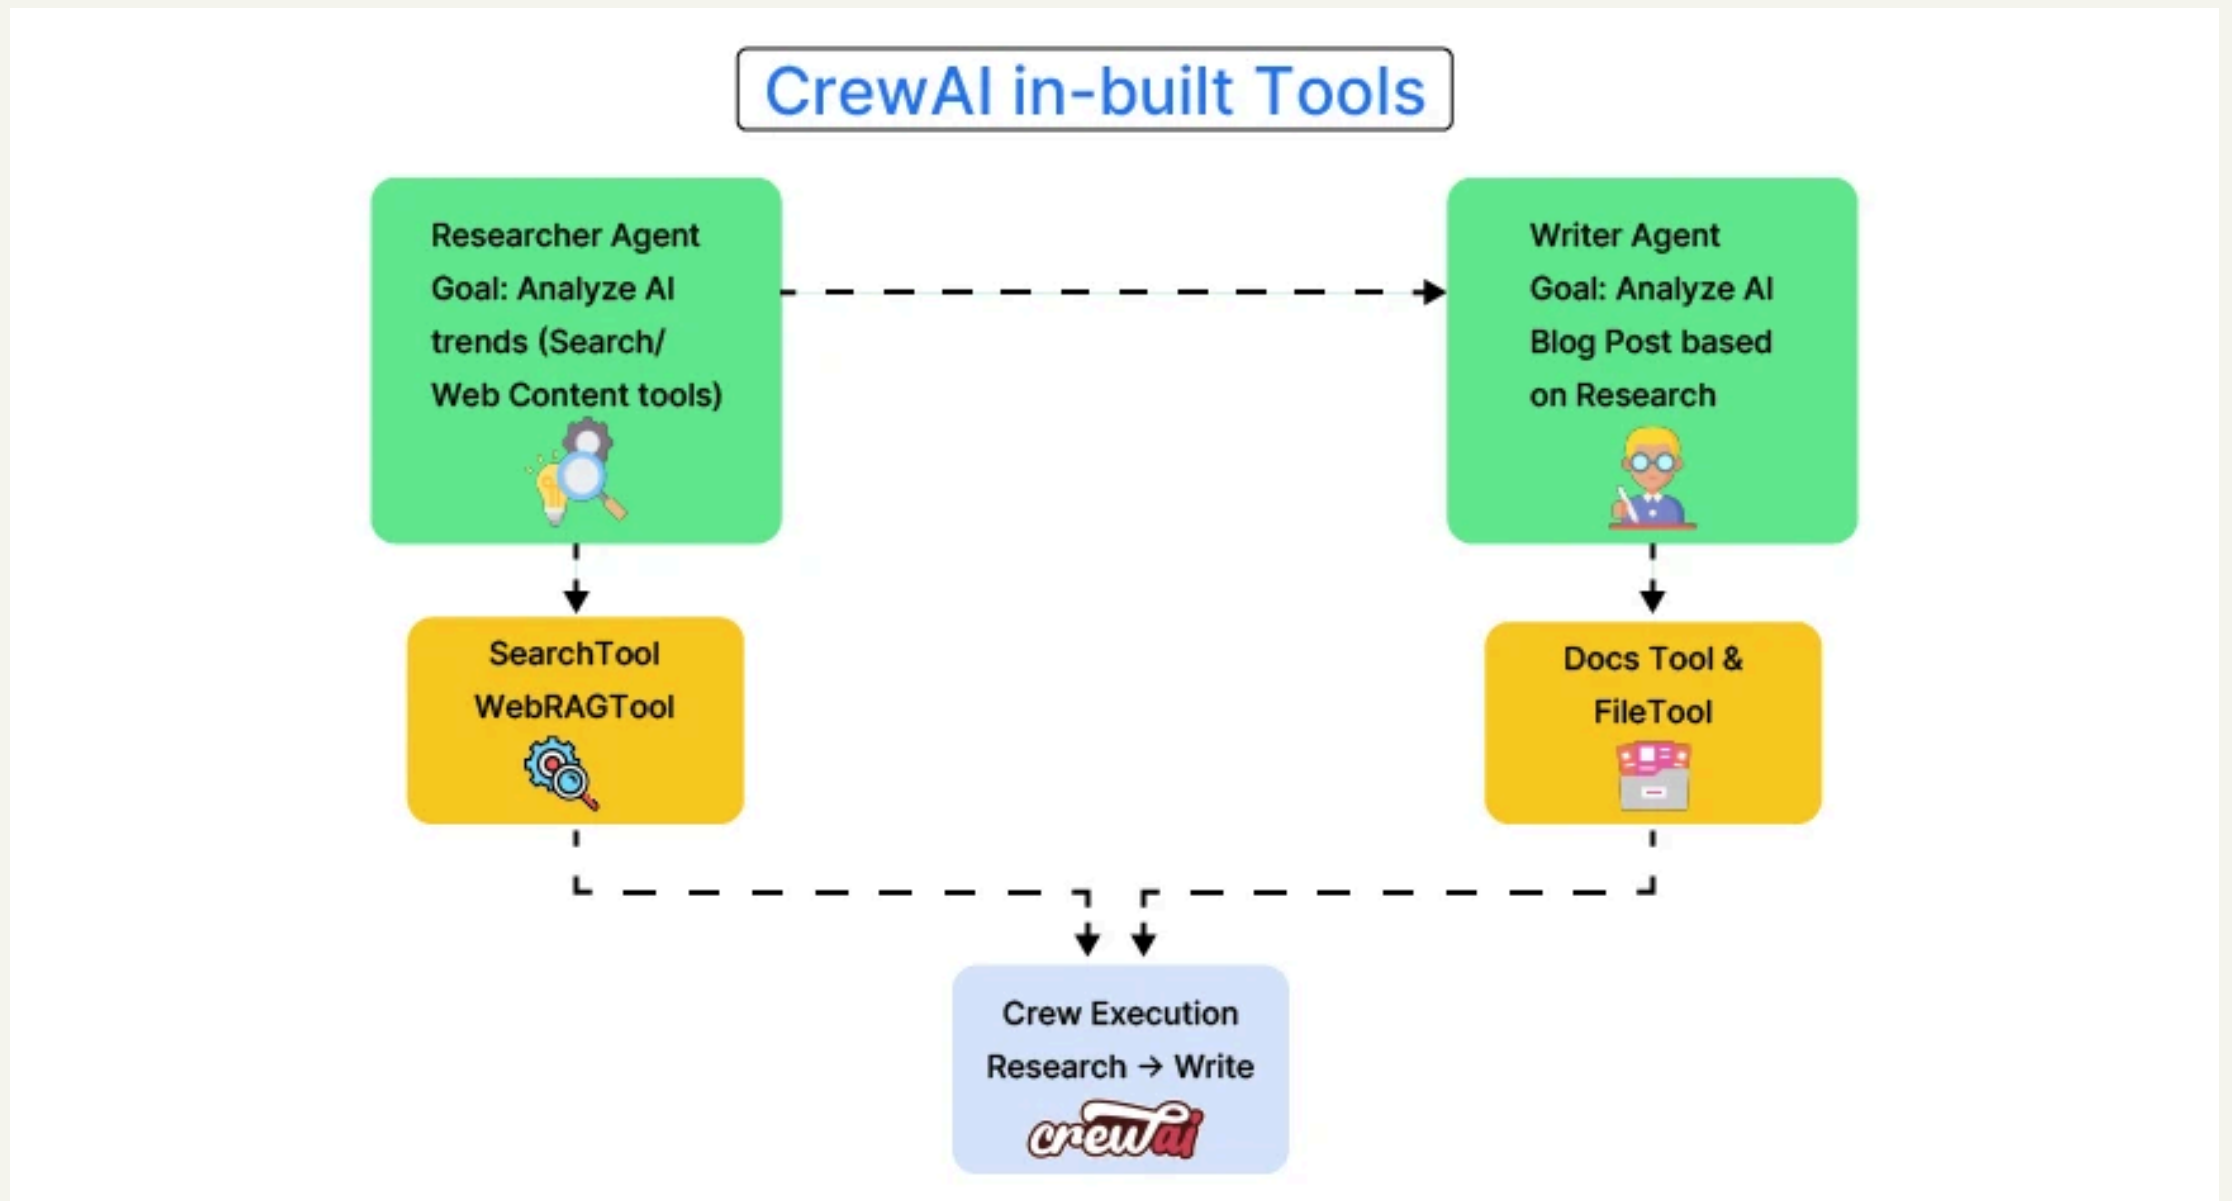 CrewAI in-built Tools
Researcher Agent
Goal: Analyze AI
trends (Search/
Web Content tools)
Writer Agent
Goal: Analyze AI
Blog Post based
on Research
SearchTool
WebRAGTool
Docs Tool &
FileTool
Crew Execution
Research → Write
crewai